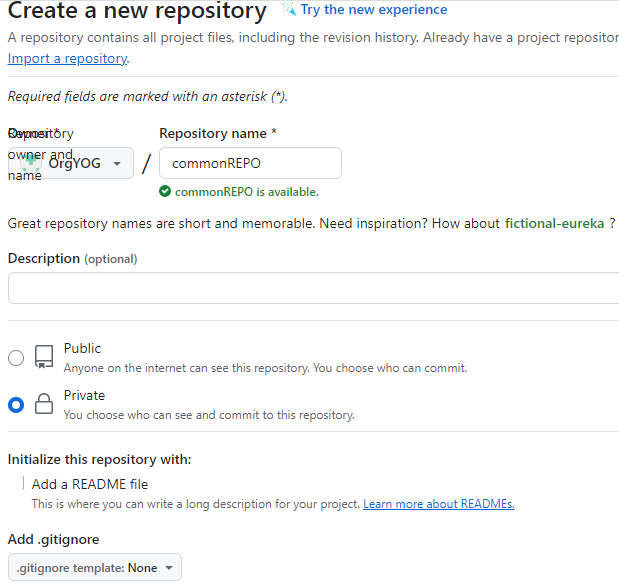 Create a new repository Try the new experience
A repository contains all project files, including the revision history. Already have a project repositor
Import a repository.
Required fields are marked with an asterisk (*).
Owner * Repository Repository name *
owner and
name
OrgYOG / commonREPO
commonREPO is available.
Great repository names are short and memorable. Need inspiration? How about fictional-eureka ?
Description (optional)
Public
Anyone on the internet can see this repository. You choose who can commit.
Private
You choose who can see and commit to this repository.
Initialize this repository with:
Add a README file
This is where you can write a long description for your project. Learn more about READMEs.
Add .gitignore
.gitignore template: None